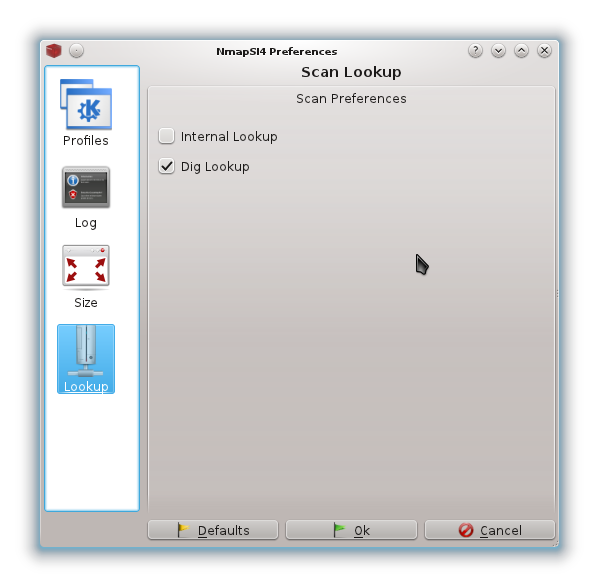 NmapSI4 Preferences
Scan Lookup
Scan Preferences
Internal Lookup
Dig Lookup
Profiles
Log
Size
Lookup
Defaults
Ok
Cancel